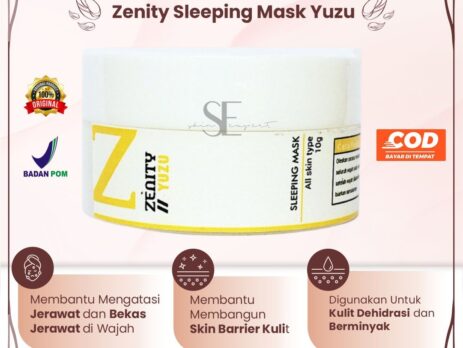 Zenity Sleeping Mask Yuzu
100%
ORIGINAL
BADAN POM
SE
Z
ZĖNITY
// YUZU
SLEEPING MASK
All skin type
10g
COD
BAYAR DI TEMPAT
Membantu Mengatasi
Jerawat dan Bekas
Jerawat di Wajah
Membantu
Membangun
Skin Barrier Kulit
Digunakan Untuk
Kulit Dehidrasi dan
Berminyak